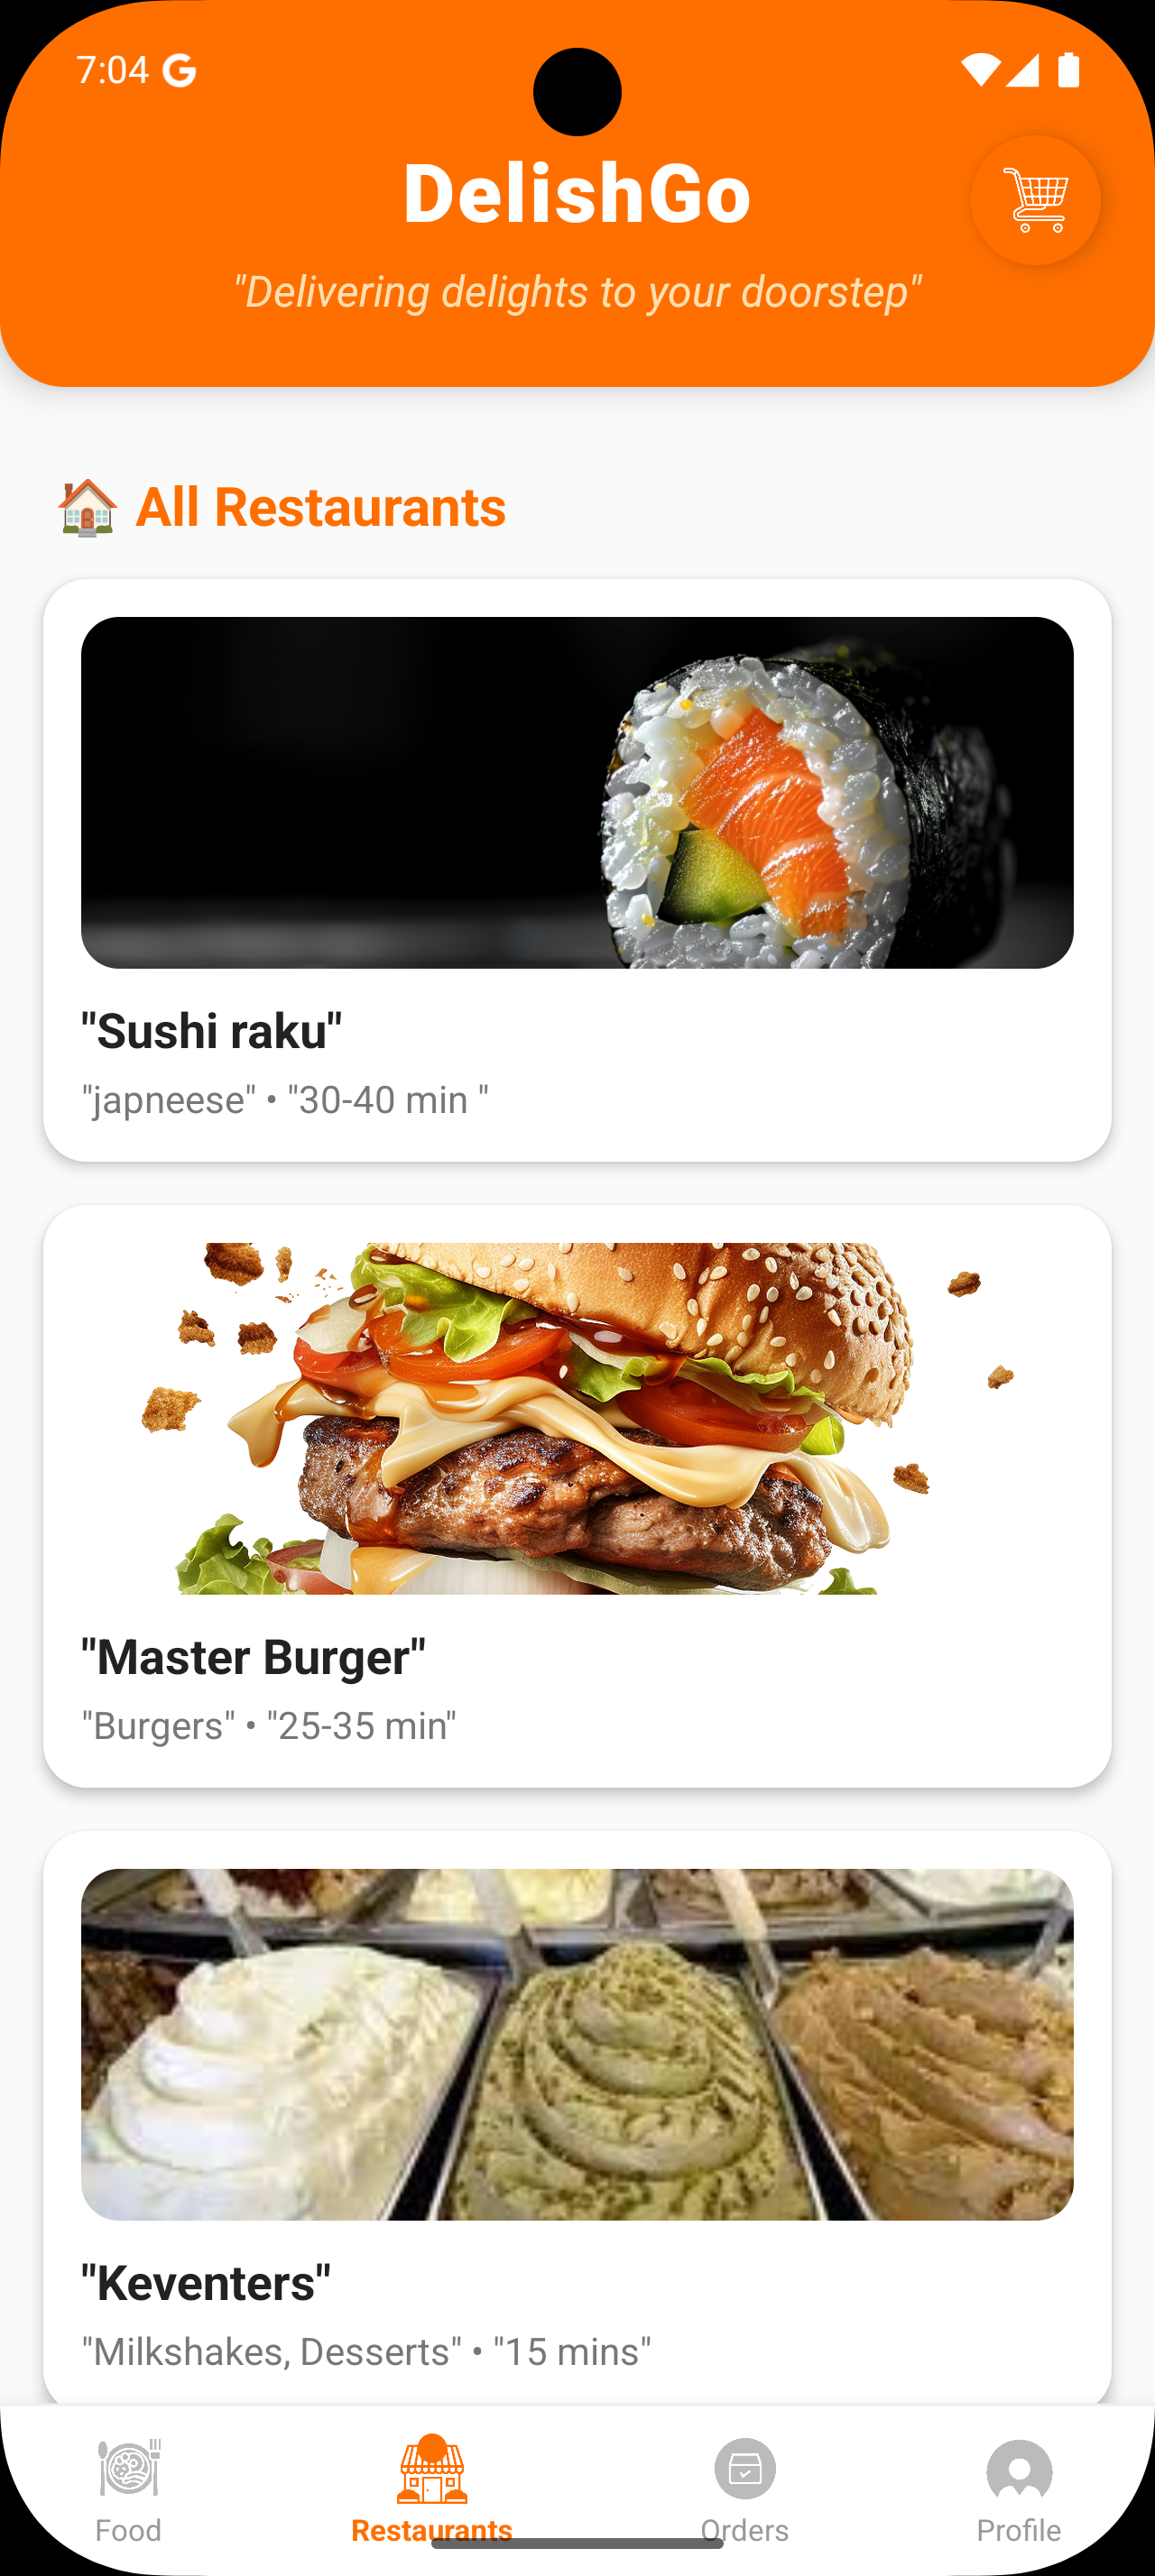 7:04
DelishGo
"Delivering delights to your doorstep"
All Restaurants
"Sushi raku"
"japneese" • "30-40 min "
"Master Burger"
"Burgers" • "25-35 min"
"Keventers"
"Milkshakes, Desserts" • "15 mins"
Food
Restaurants
Orders
Profile